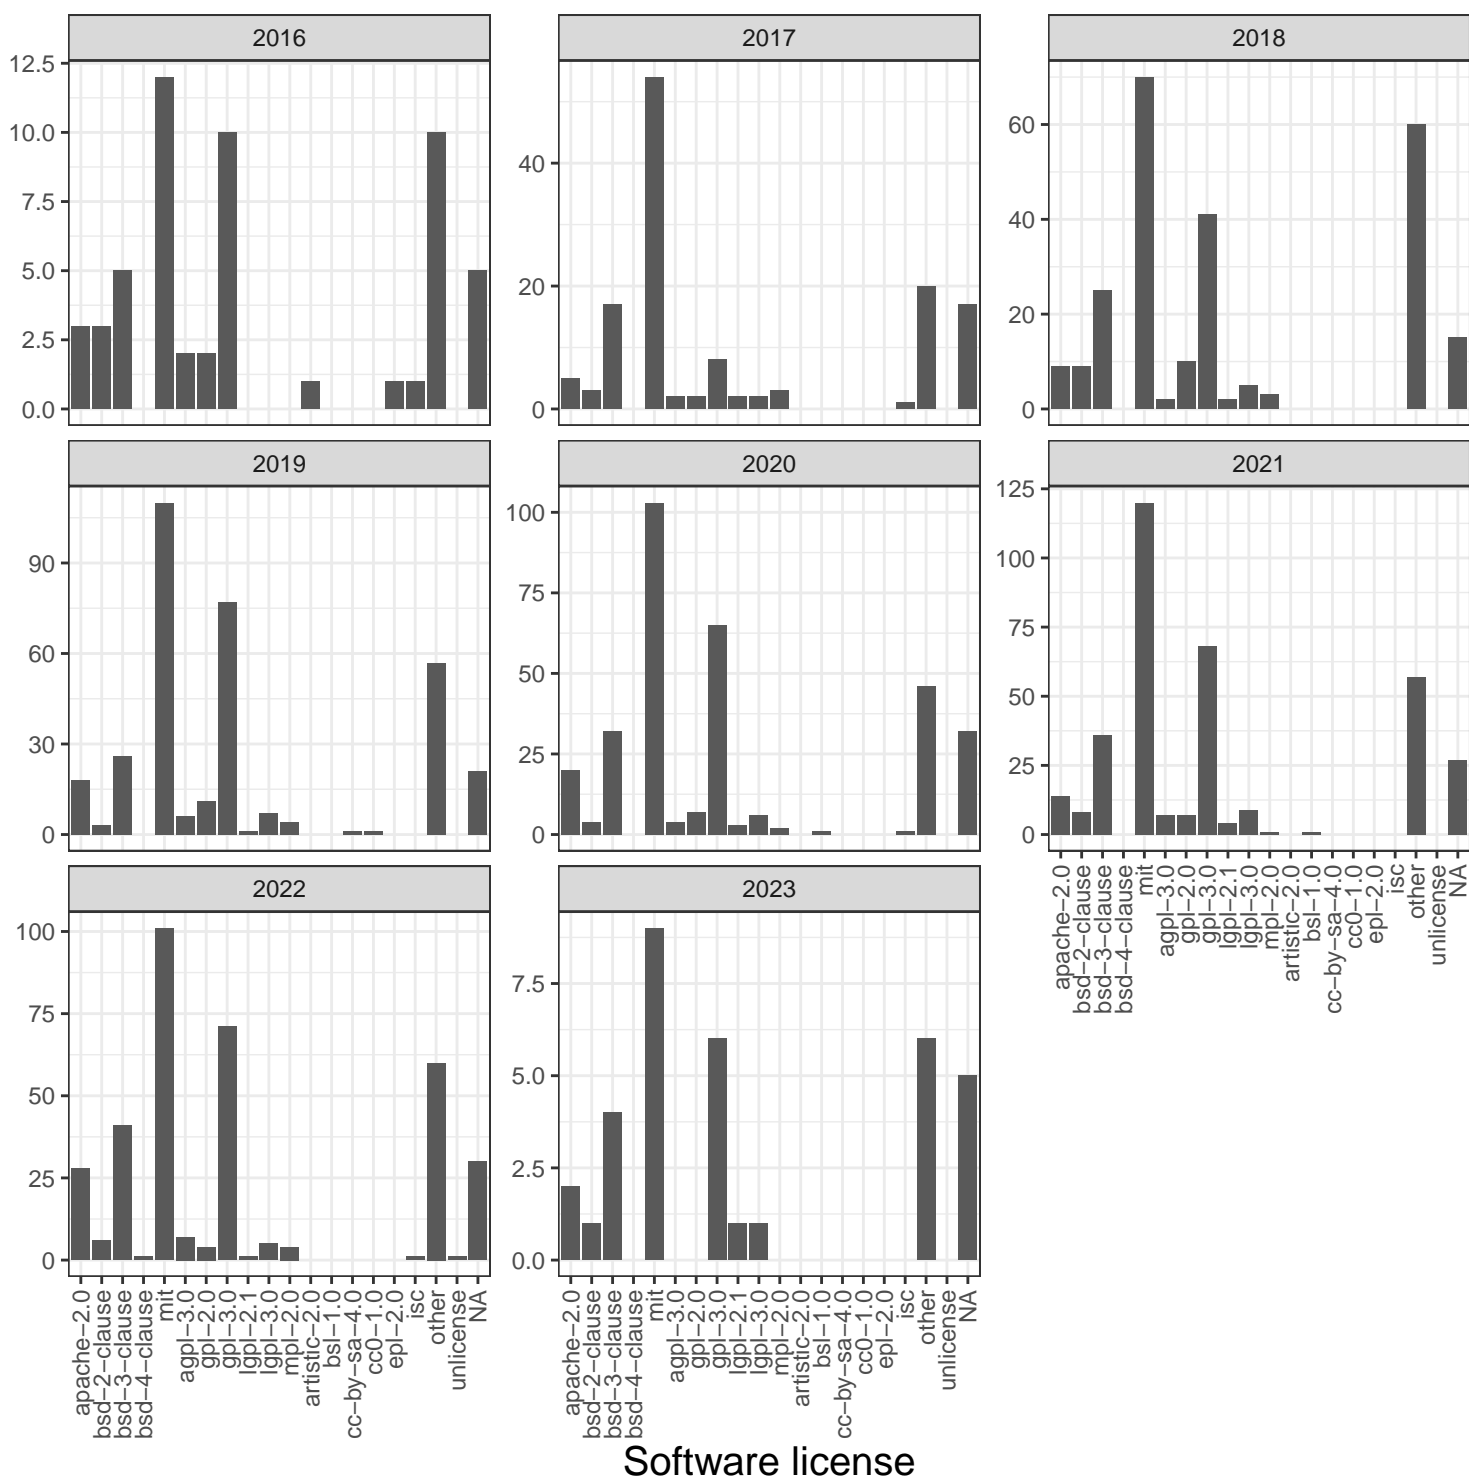 2016
2017
2018
12.5
10.0
7.5
5.0
2.5
0.0
40
20
0
60
40
20
0
2019
2020
2021
90
60
30
0
100
75
50
25
0
125
100
75
50
25
0
apache−2.0
bsd−2−clause
bsd−3−clause
bsd−4−clause
mit
agpl−3.0
gpl−2.0
gpl−3.0
lgpl−2.1
lgpl−3.0
mpl−2.0
artistic−2.0
bsl−1.0
cc−by−sa−4.0
cc0−1.0
epl−2.0
isc
other
unlicense
NA
2022
2023
100
75
50
25
0
7.5
5.0
2.5
0.0
apache−2.0
bsd−2−clause
bsd−3−clause
bsd−4−clause
mit
agpl−3.0
gpl−2.0
gpl−3.0
lgpl−2.1
lgpl−3.0
mpl−2.0
artistic−2.0
bsl−1.0
cc−by−sa−4.0
cc0−1.0
epl−2.0
isc
other
unlicense
NA
apache−2.0
bsd−2−clause
bsd−3−clause
bsd−4−clause
mit
agpl−3.0
gpl−2.0
gpl−3.0
lgpl−2.1
lgpl−3.0
mpl−2.0
artistic−2.0
bsl−1.0
cc−by−sa−4.0
cc0−1.0
epl−2.0
isc
other
unlicense
NA
Software license